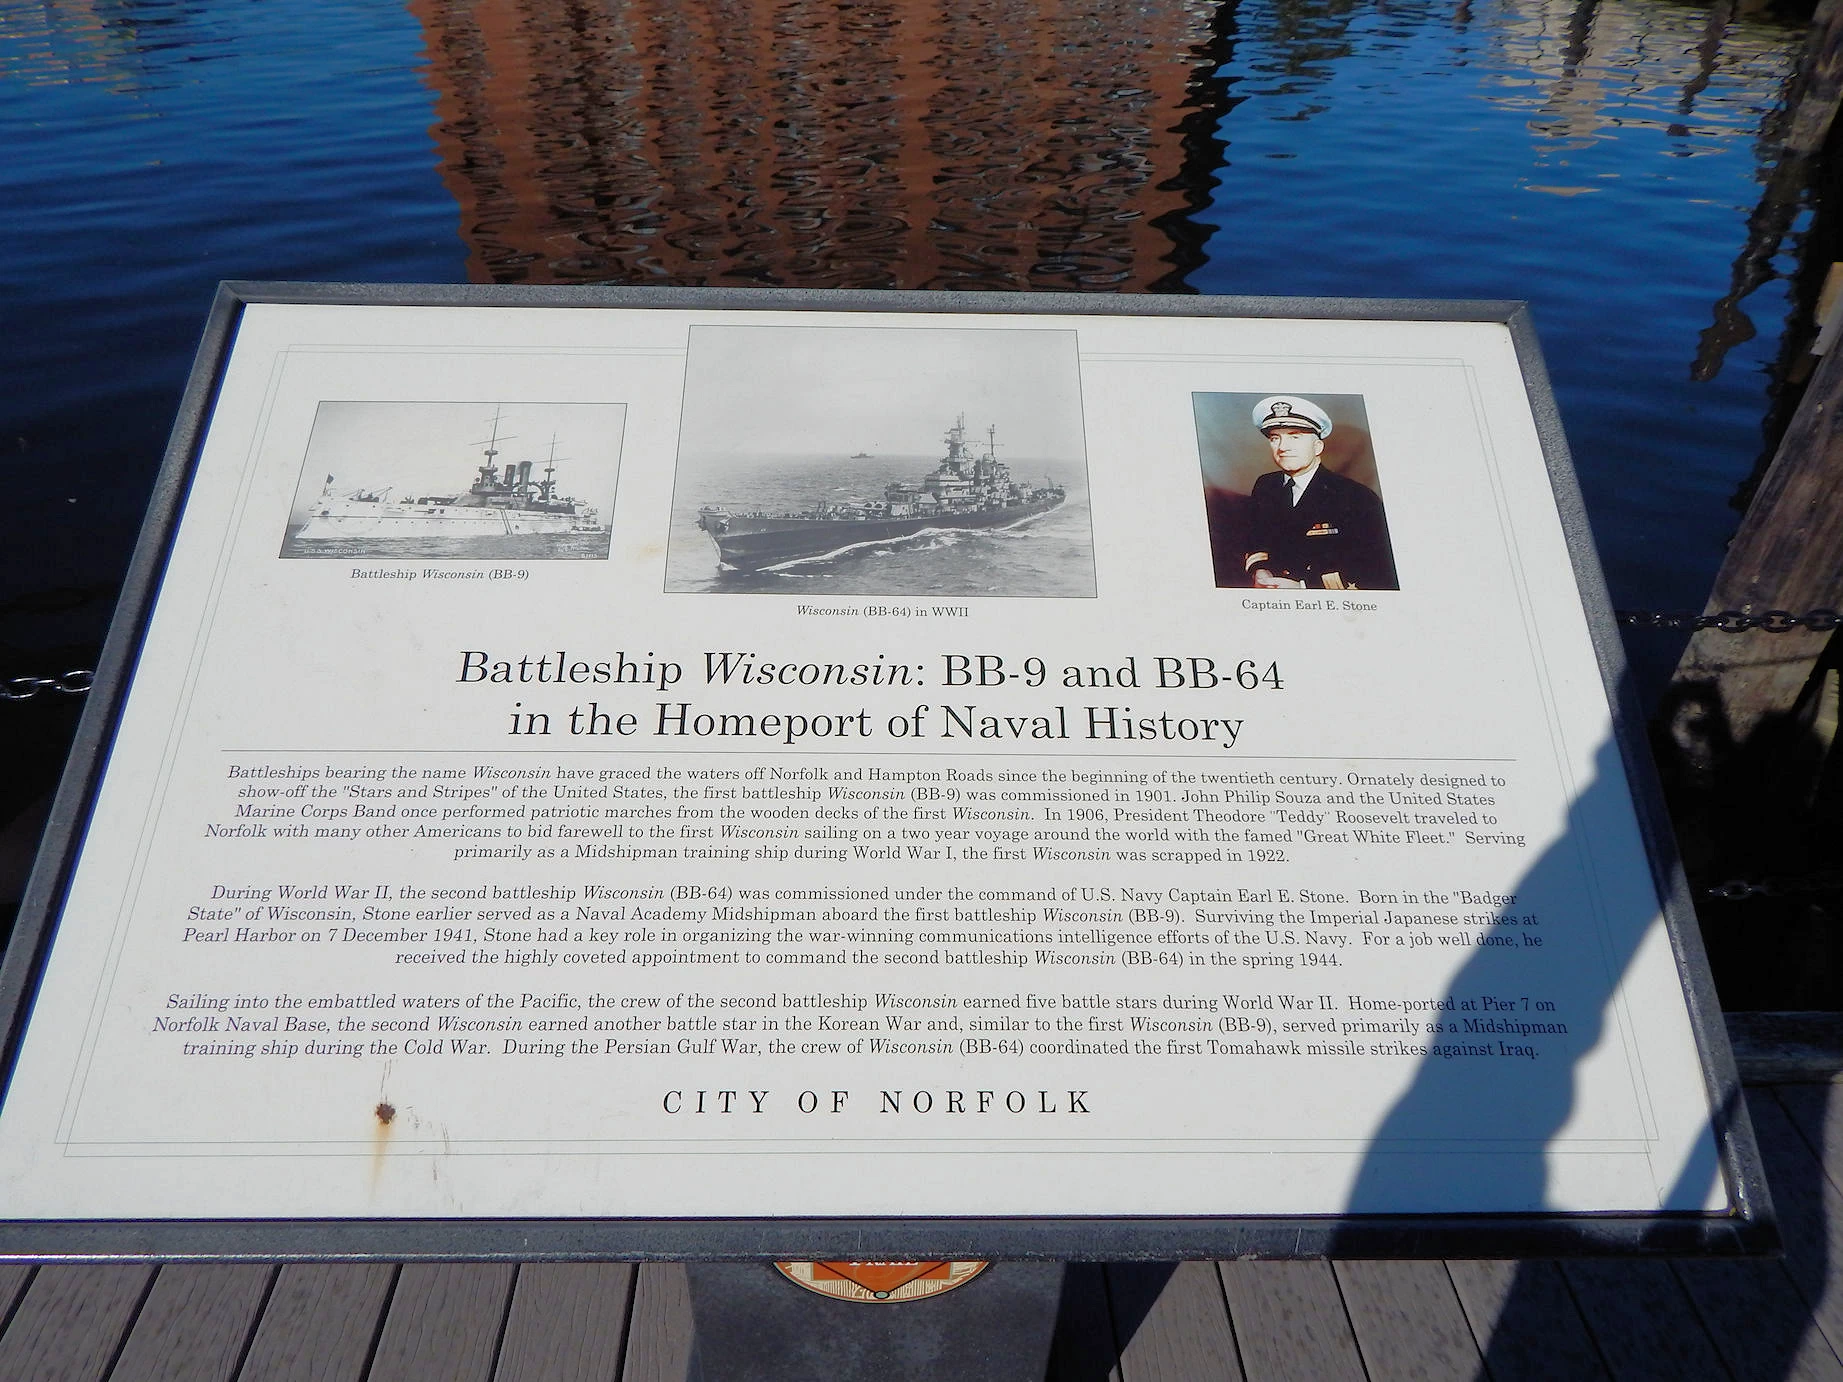 U.S.S. WISCONSIN
Battleship Wisconsin (BB-9)
Wisconsin (BB-64) in WWII
Captain Earl E. Stone
Battleship Wisconsin: BB-9 and BB-64
in the Homeport of Naval History
Battleships bearing the name Wisconsin have graced the waters off Norfolk and Hampton Roads since the beginning of the twentieth century. Ornately designed to
show-off the "Stars and Stripes" of the United States, the first battleship Wisconsin (BB-9) was commissioned in 1901. John Philip Souza and the United States
Marine Corps Band once performed patriotic marches from the wooden decks of the first Wisconsin. In 1906, President Theodore "Teddy" Roosevelt traveled to
Norfolk with many other Americans to bid farewell to the first Wisconsin sailing on a two year voyage around the world with the famed "Great White Fleet." Serving
primarily as a Midshipman training ship during World War I, the first Wisconsin was scrapped in 1922.
During World War II, the second battleship Wisconsin (BB-64) was commissioned under the command of U.S. Navy Captain Earl E. Stone. Born in the "Badger
State" of Wisconsin, Stone earlier served as a Naval Academy Midshipman aboard the first battleship Wisconsin (BB-9). Surviving the Imperial Japanese strikes at
Pearl Harbor on 7 December 1941, Stone had a key role in organizing the war-winning communications intelligence efforts of the U.S. Navy. For a job well done, he
received the highly coveted appointment to command the second battleship Wisconsin (BB-64) in the spring 1944.
Sailing into the embattled waters of the Pacific, the crew of the second battleship Wisconsin earned five battle stars during World War II. Home-ported at Pier 7 on
Norfolk Naval Base, the second Wisconsin earned another battle star in the Korean War and, similar to the first Wisconsin (BB-9), served primarily as a Midshipman
training ship during the Cold War. During the Persian Gulf War, the crew of Wisconsin (BB-64) coordinated the first Tomahawk missile strikes against Iraq.
CITY OF NORFOLK